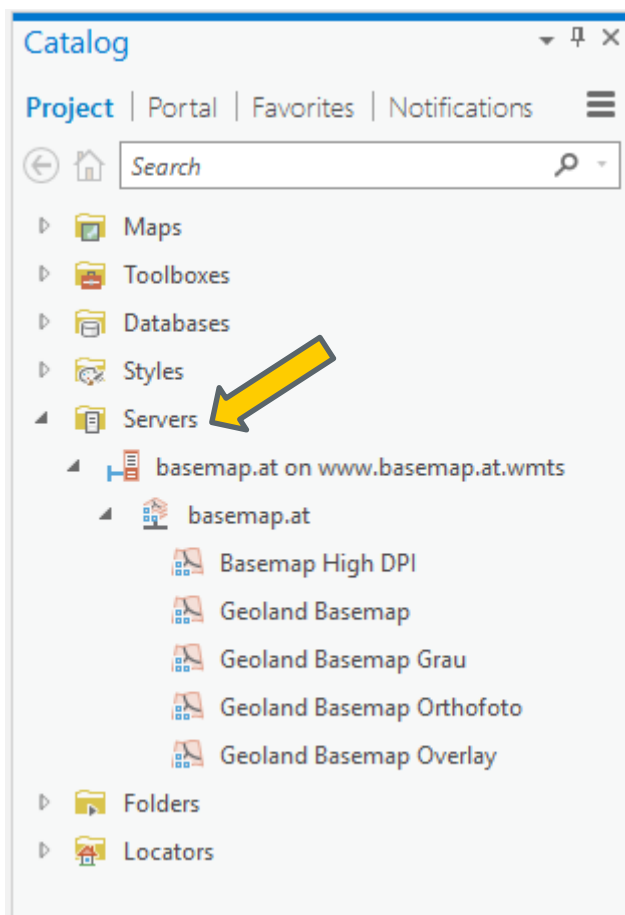 Catalog
Project | Portal | Favorites | Notifications
Search
Maps
Toolboxes
Databases
Styles
Servers
basemap.at on www.basemap.at.wmts
basemap.at
Basemap High DPI
Geoland Basemap
Geoland Basemap Grau
Geoland Basemap Orthofoto
Geoland Basemap Overlay
Folders
Locators